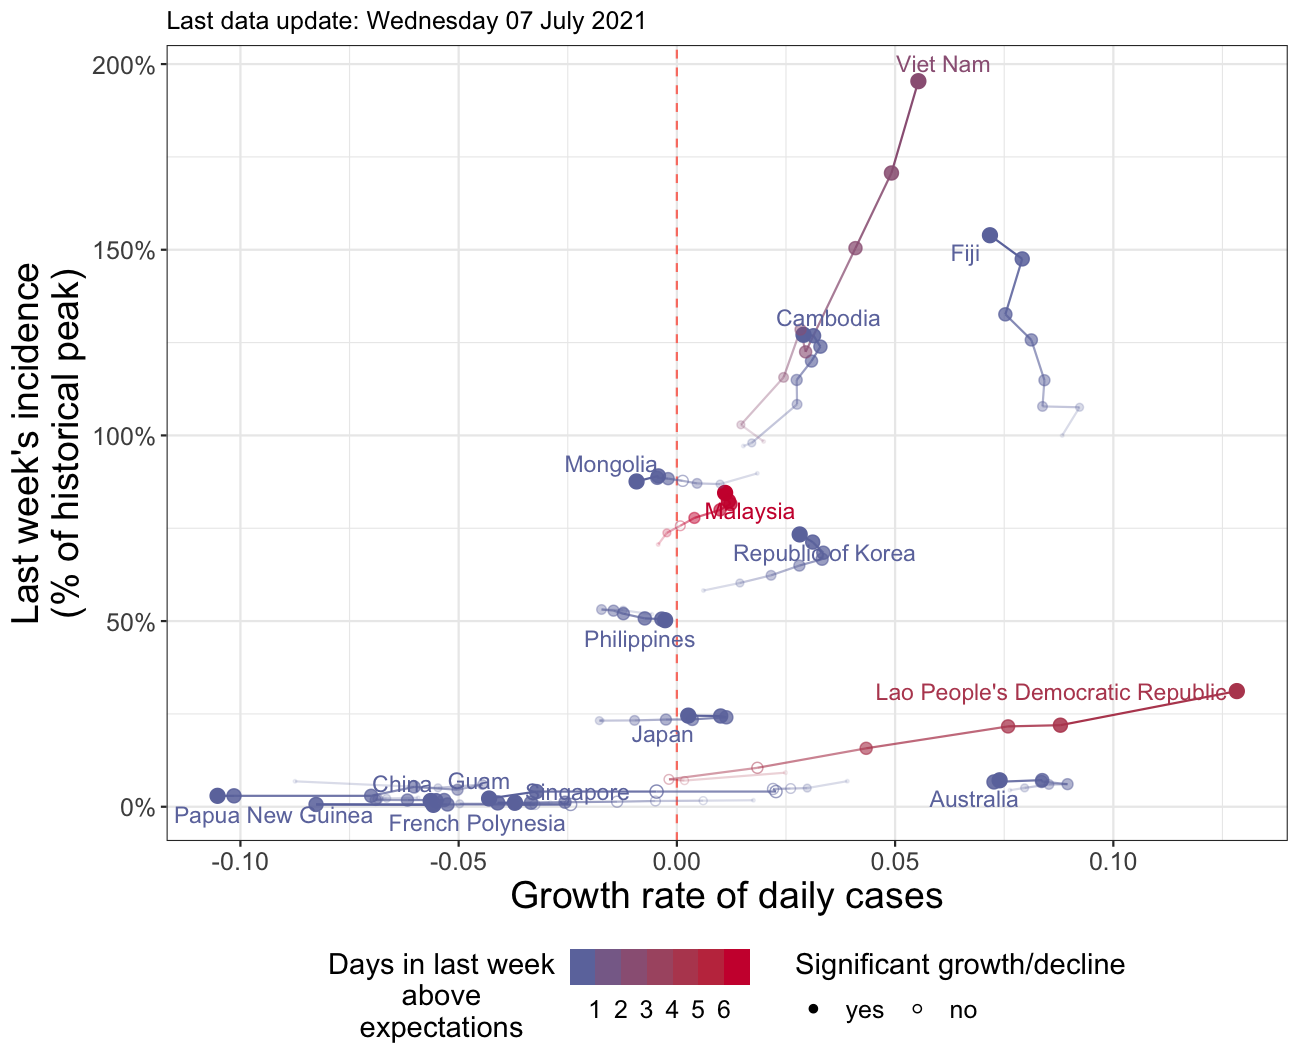 Last data update: Wednesday 07 July 2021
200%
150%
100%
50%
0%
Last week's incidence
(% of historical peak)
Viet Nam
Fiji
Cambodia
Mongolia
Malaysia
Republic of Korea
Philippines
Lao People's Democratic Republic
Japan
China
Guam
Singapore
Australia
Papua New Guinea
French Polynesia
-0.10
-0.05
0.00
0.05
0.10
Growth rate of daily cases
Days in last week
above
expectations
1 2 3 4 5 6
Significant growth/decline
yes
no